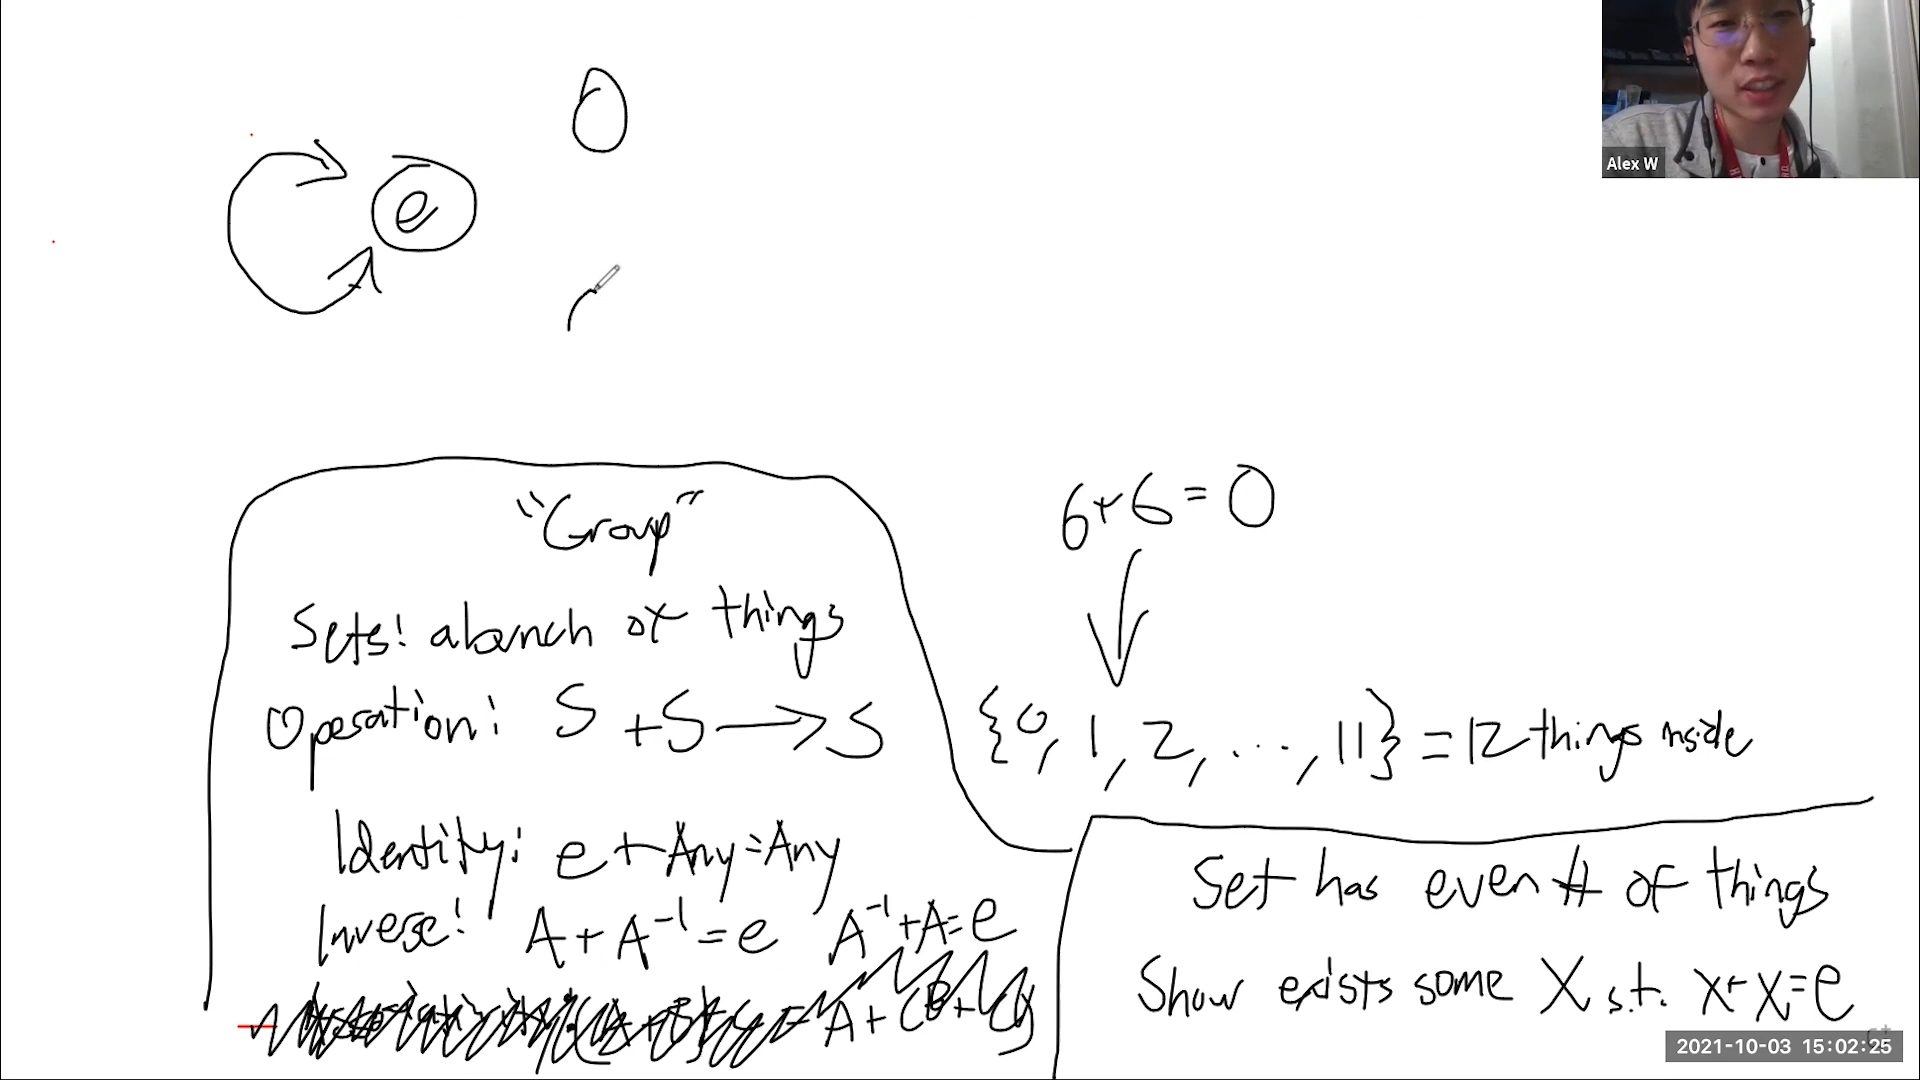 Alex W
e
0
"Group"
6+6=0
Sets: a bunch of things
Operation: S + S → S
{0, 1, 2, ..., 11} = 12 things inside
Identity: e + Any = Any
Inverse: A + A⁻¹ = e A⁻¹ + A = e
= A + (B + C)
Set has even # of things
Show exists some X s.t. X + X = e
2021-10-03 15:02:25